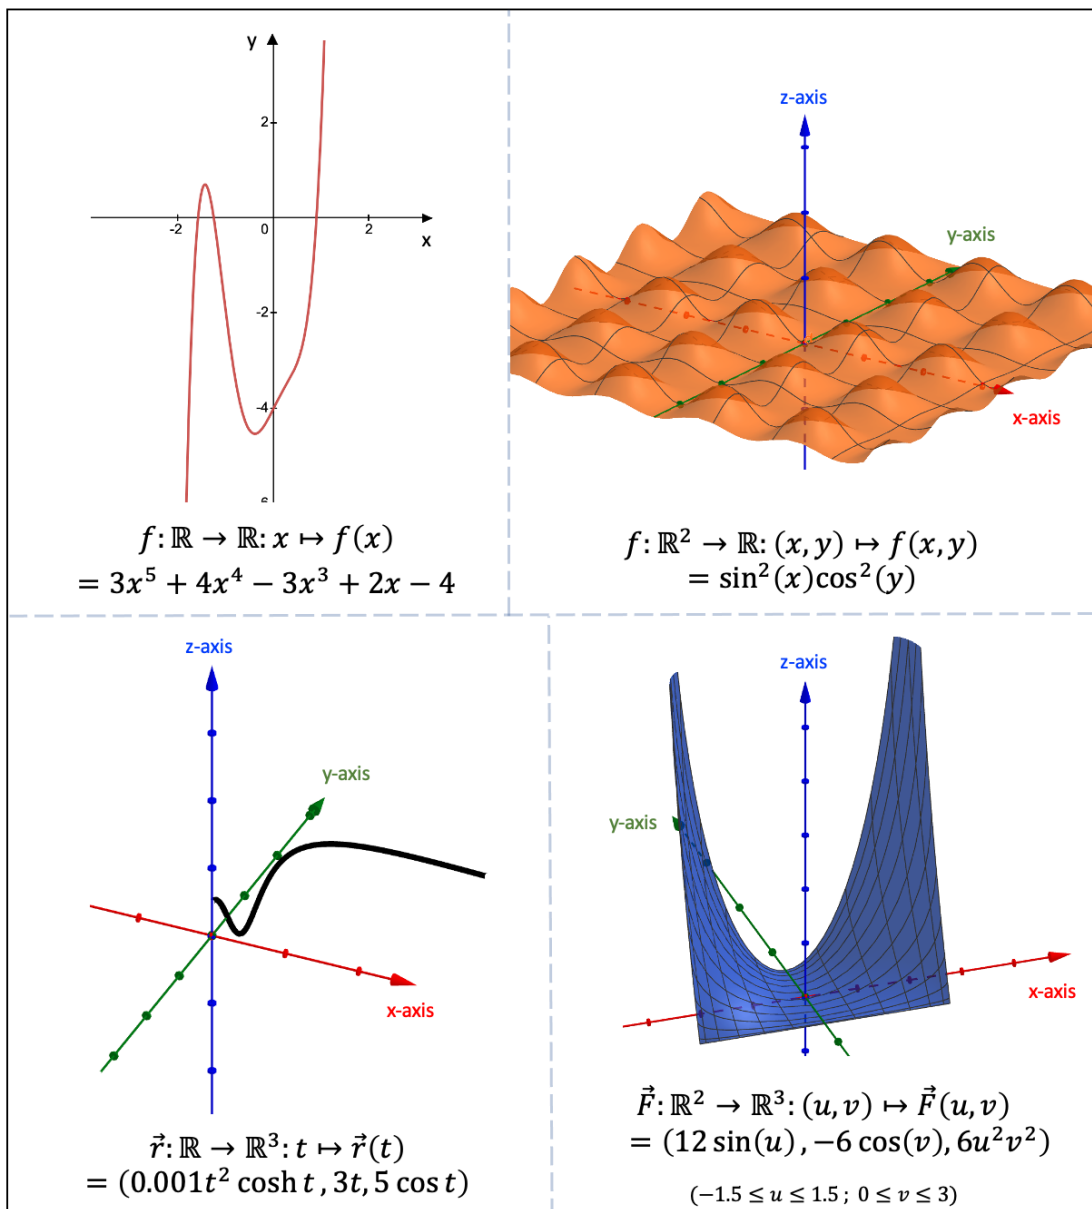 y
2
-2
0
2
x
-2
-4
6
f: ℝ → ℝ: x ↦ f(x)
= 3x⁵ + 4x⁴ − 3x³ + 2x − 4
z-axis
y-axis
x-axis
f: ℝ² → ℝ: (x, y) ↦ f(x, y)
= sin²(x)cos²(y)
z-axis
y-axis
x-axis
r⃗: ℝ → ℝ³: t ↦ r⃗(t)
= (0.001t² cosh t , 3t, 5 cos t)
z-axis
y-axis
x-axis
F⃗: ℝ² → ℝ³: (u, v) ↦ F⃗(u, v)
= (12 sin(u) , −6 cos(v), 6u²v²)
(−1.5 ≤ u ≤ 1.5 ; 0 ≤ v ≤ 3)